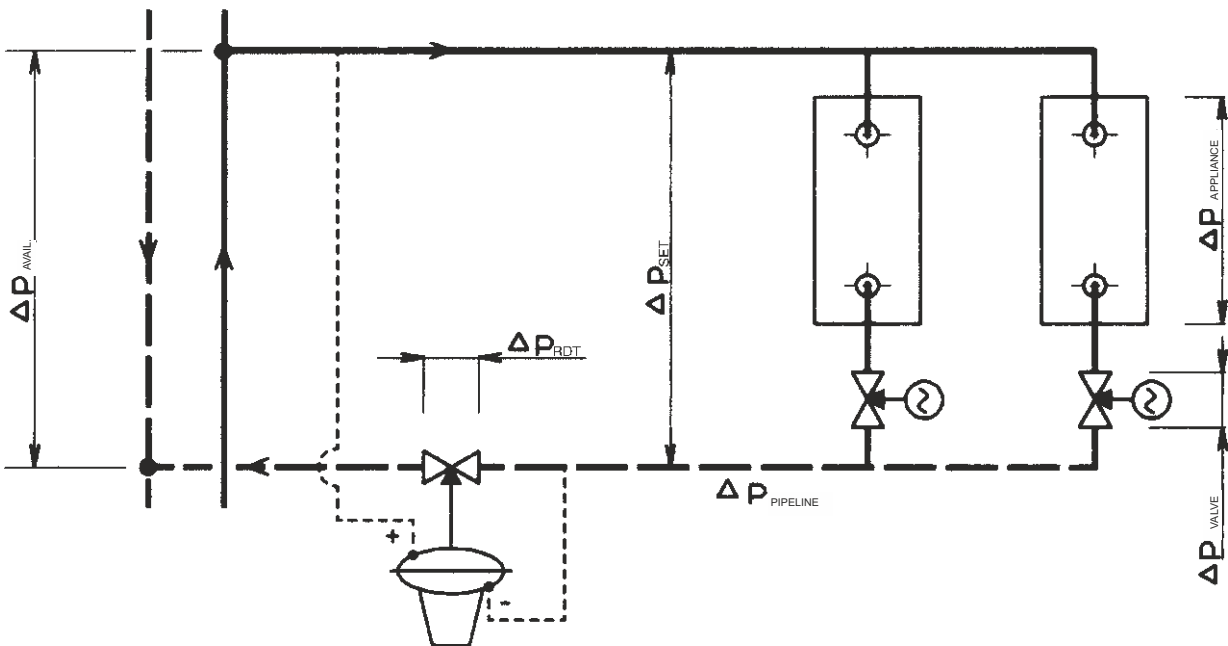 ΔP AVAIL.
ΔP SET
ΔP APPLIANCE
ΔP RDT
ΔP PIPELINE
ΔP VALVE
+
-